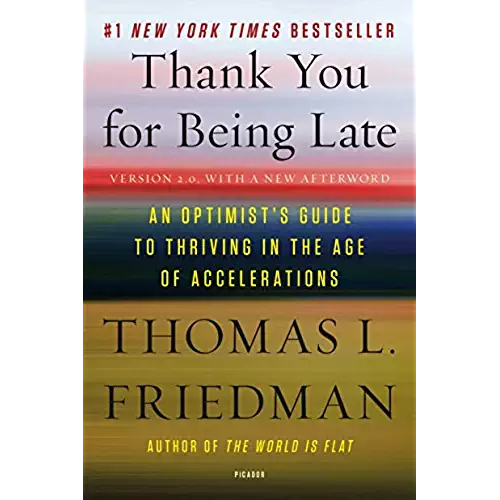 #1 NEW YORK TIMES BESTSELLER
Thank You
for Being Late
VERSION 2.0, WITH A NEW AFTERWORD
AN OPTIMIST'S GUIDE
TO THRIVING IN THE AGE
OF ACCELERATIONS
THOMAS L.
FRIEDMAN
AUTHOR OF THE WORLD IS FLAT
PICADOR